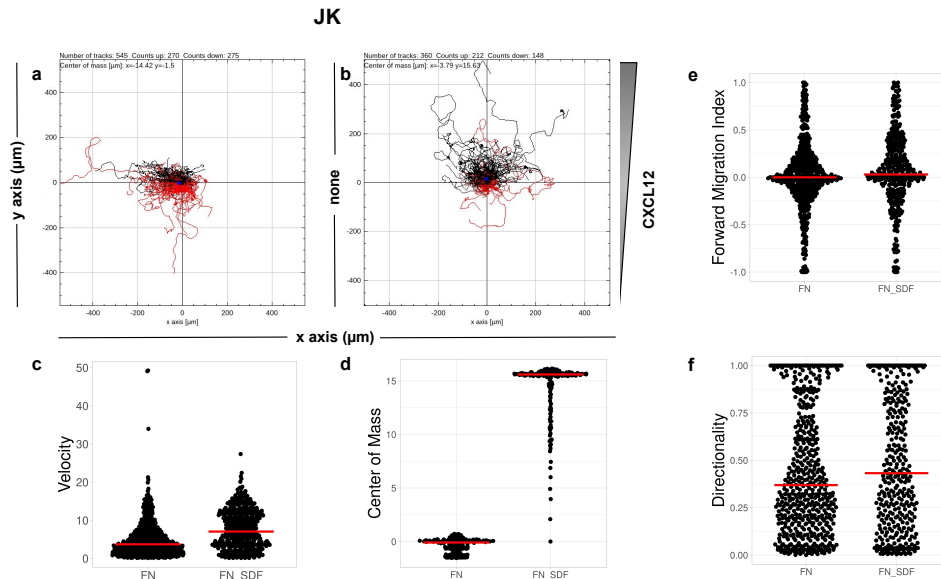 JK
a
Number of tracks: 545 Counts up: 270 Counts down: 275
Center of mass [µm]: x=-14.42 y=-1.5
y axis (µm)
400
200
0
-200
-400
-400 -200 0 200 400
x axis [µm]
b
Number of tracks: 360 Counts up: 212 Counts down: 148
Center of mass [µm]: x=-3.79 y=15.63
none
400
200
0
-200
-400
-400 -200 0 200 400
x axis [µm]
CXCL12
x axis (µm)
c
Velocity
50
40
30
20
10
0
FN FN_SDF
d
Center of Mass
15
10
5
0
FN FN_SDF
e
Forward Migration Index
1.0
0.5
0.0
-0.5
-1.0
FN FN_SDF
f
Directionality
1.00
0.75
0.50
0.25
0.00
FN FN_SDF